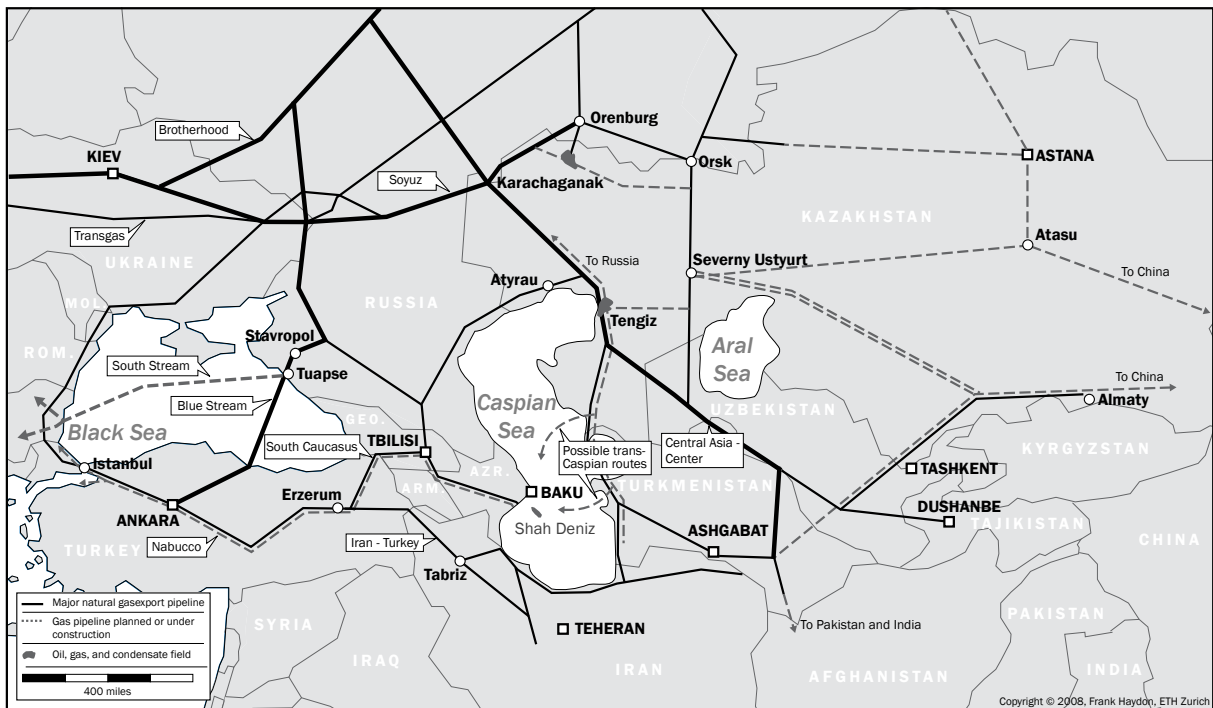 Brotherhood
KIEV
Orenburg
Orsk
ASTANA
Soyuz
Karachaganak
KAZAKHSTAN
Transgas
Atasu
UKRAINE
To Russia
Severny Ustyurt
To China
Atyrau
MOL.
RUSSIA
Tengiz
Stavropol
ROM.
Aral
Sea
South Stream
Tuapse
To China
Blue Stream
Caspian
Sea
Almaty
GEO.
UZBEKISTAN
Black Sea
South Caucasus
TBILISI
Central Asia -
Center
KYRGYZSTAN
Possible trans-
Caspian routes
Istanbul
AZR.
TASHKENT
ARM.
TURKMENISTAN
Erzerum
BAKU
DUSHANBE
ANKARA
Shah Deniz
ASHGABAT
TAJIKISTAN
Nabucco
Iran - Turkey
CHINA
TURKEY
Tabriz
Major natural gasexport pipeline
Gas pipeline planned or under
construction
Oil, gas, and condensate field
400 miles
SYRIA
TEHERAN
To Pakistan and India
PAKISTAN
IRAQ
IRAN
AFGHANISTAN
INDIA
Copyright © 2008, Frank Haydon, ETH Zurich